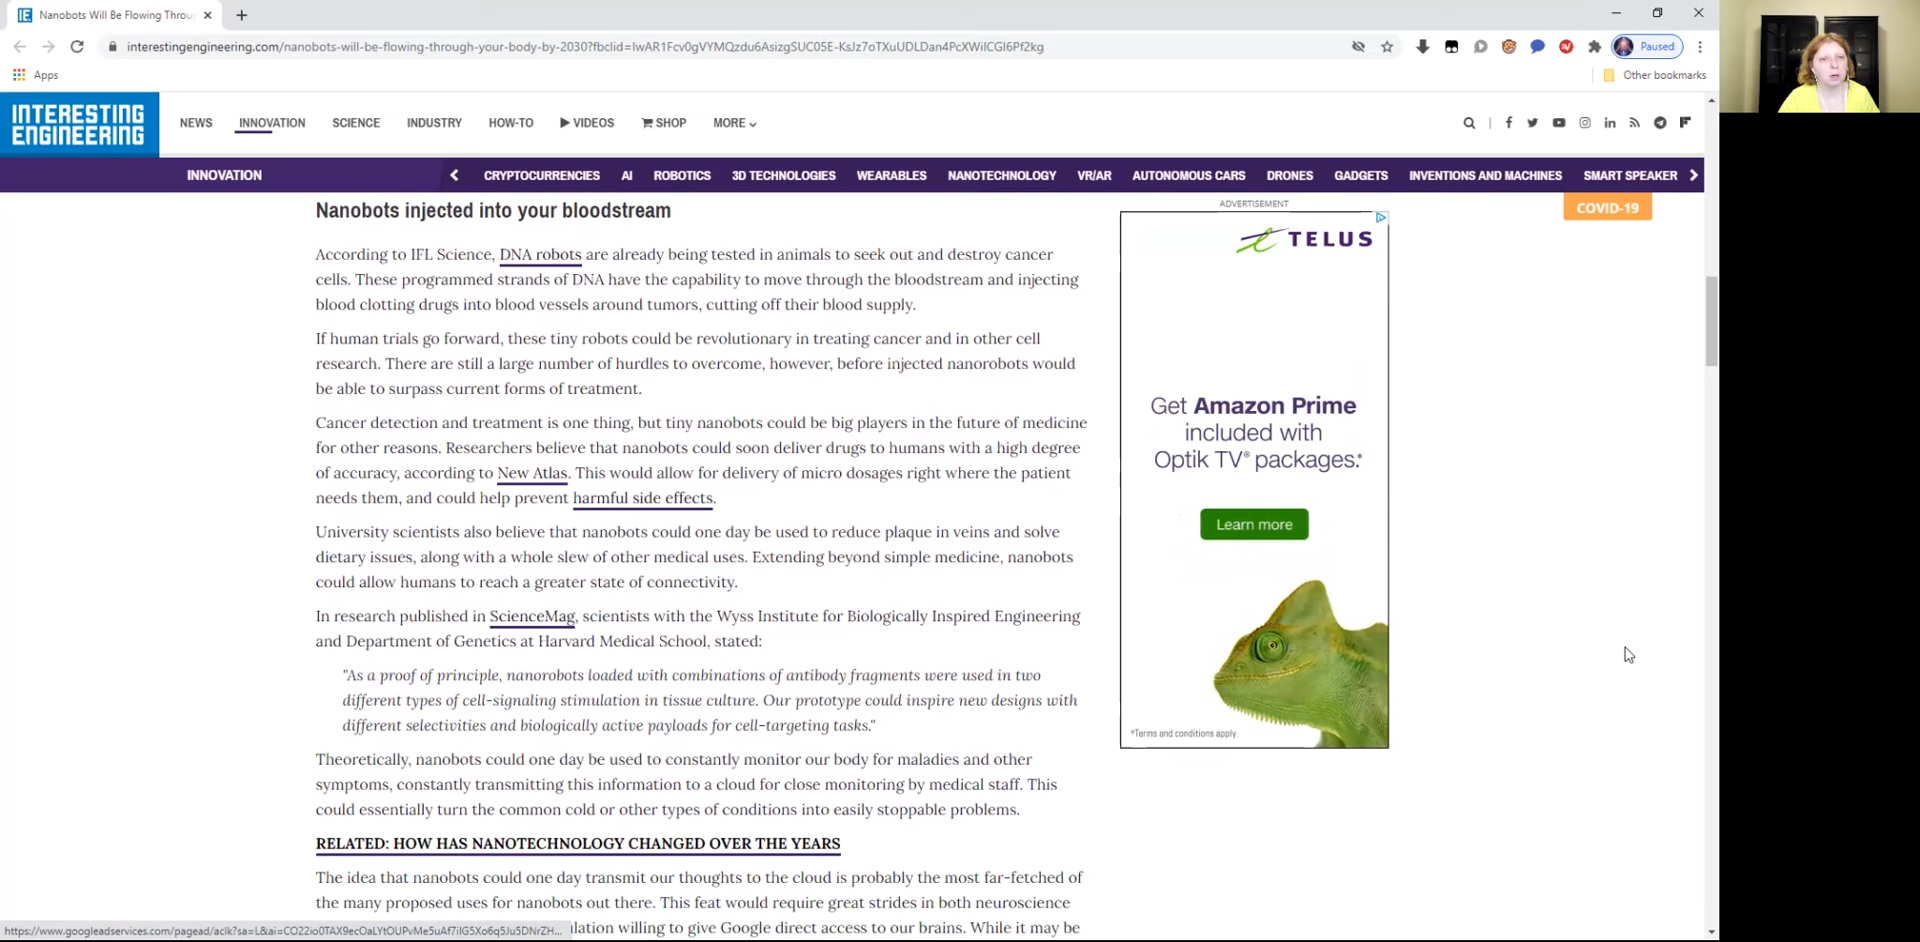 Nanobots Will Be Flowing Throu
interestingengineering.com/nanobots-will-be-flowing-through-your-body-by-2030?fbclid=IwAR1Fcv0gVYMQzdu6AsizgSUC05E-KsJz7oTXuUDLDan4PcXWiICGl6Pf2kg
Paused
Apps
Other bookmarks
INTERESTING
ENGINEERING
NEWS INNOVATION SCIENCE INDUSTRY HOW-TO VIDEOS SHOP MORE
INNOVATION
CRYPTOCURRENCIES AI ROBOTICS 3D TECHNOLOGIES WEARABLES NANOTECHNOLOGY VR/AR AUTONOMOUS CARS DRONES GADGETS INVENTIONS AND MACHINES SMART SPEAKER
COVID-19
Nanobots injected into your bloodstream
According to IFL Science, DNA robots are already being tested in animals to seek out and destroy cancer
cells. These programmed strands of DNA have the capability to move through the bloodstream and injecting
blood clotting drugs into blood vessels around tumors, cutting off their blood supply.
If human trials go forward, these tiny robots could be revolutionary in treating cancer and in other cell
research. There are still a large number of hurdles to overcome, however, before injected nanorobots would
be able to surpass current forms of treatment.
Cancer detection and treatment is one thing, but tiny nanobots could be big players in the future of medicine
for other reasons. Researchers believe that nanobots could soon deliver drugs to humans with a high degree
of accuracy, according to New Atlas. This would allow for delivery of micro dosages right where the patient
needs them, and could help prevent harmful side effects.
University scientists also believe that nanobots could one day be used to reduce plaque in veins and solve
dietary issues, along with a whole slew of other medical uses. Extending beyond simple medicine, nanobots
could allow humans to reach a greater state of connectivity.
In research published in ScienceMag, scientists with the Wyss Institute for Biologically Inspired Engineering
and Department of Genetics at Harvard Medical School, stated:
"As a proof of principle, nanorobots loaded with combinations of antibody fragments were used in two
different types of cell-signaling stimulation in tissue culture. Our prototype could inspire new designs with
different selectivities and biologically active payloads for cell-targeting tasks."
Theoretically, nanobots could one day be used to constantly monitor our body for maladies and other
symptoms, constantly transmitting this information to a cloud for close monitoring by medical staff. This
could essentially turn the common cold or other types of conditions into easily stoppable problems.
RELATED: HOW HAS NANOTECHNOLOGY CHANGED OVER THE YEARS
The idea that nanobots could one day transmit our thoughts to the cloud is probably the most far-fetched of
the many proposed uses for nanobots out there. This feat would require great strides in both neuroscience
lation willing to give Google direct access to our brains. While it may be
ADVERTISEMENT
TELUS
Get Amazon Prime
included with
Optik TV® packages.*
Learn more
*Terms and conditions apply.
https://www.googleadservices.com/pagead/aclk?sa=L&ai=CO22io0TAX9ecOaLYtOUPvMe5uAf7iIG5Xo6q5Ju5DNrZH...